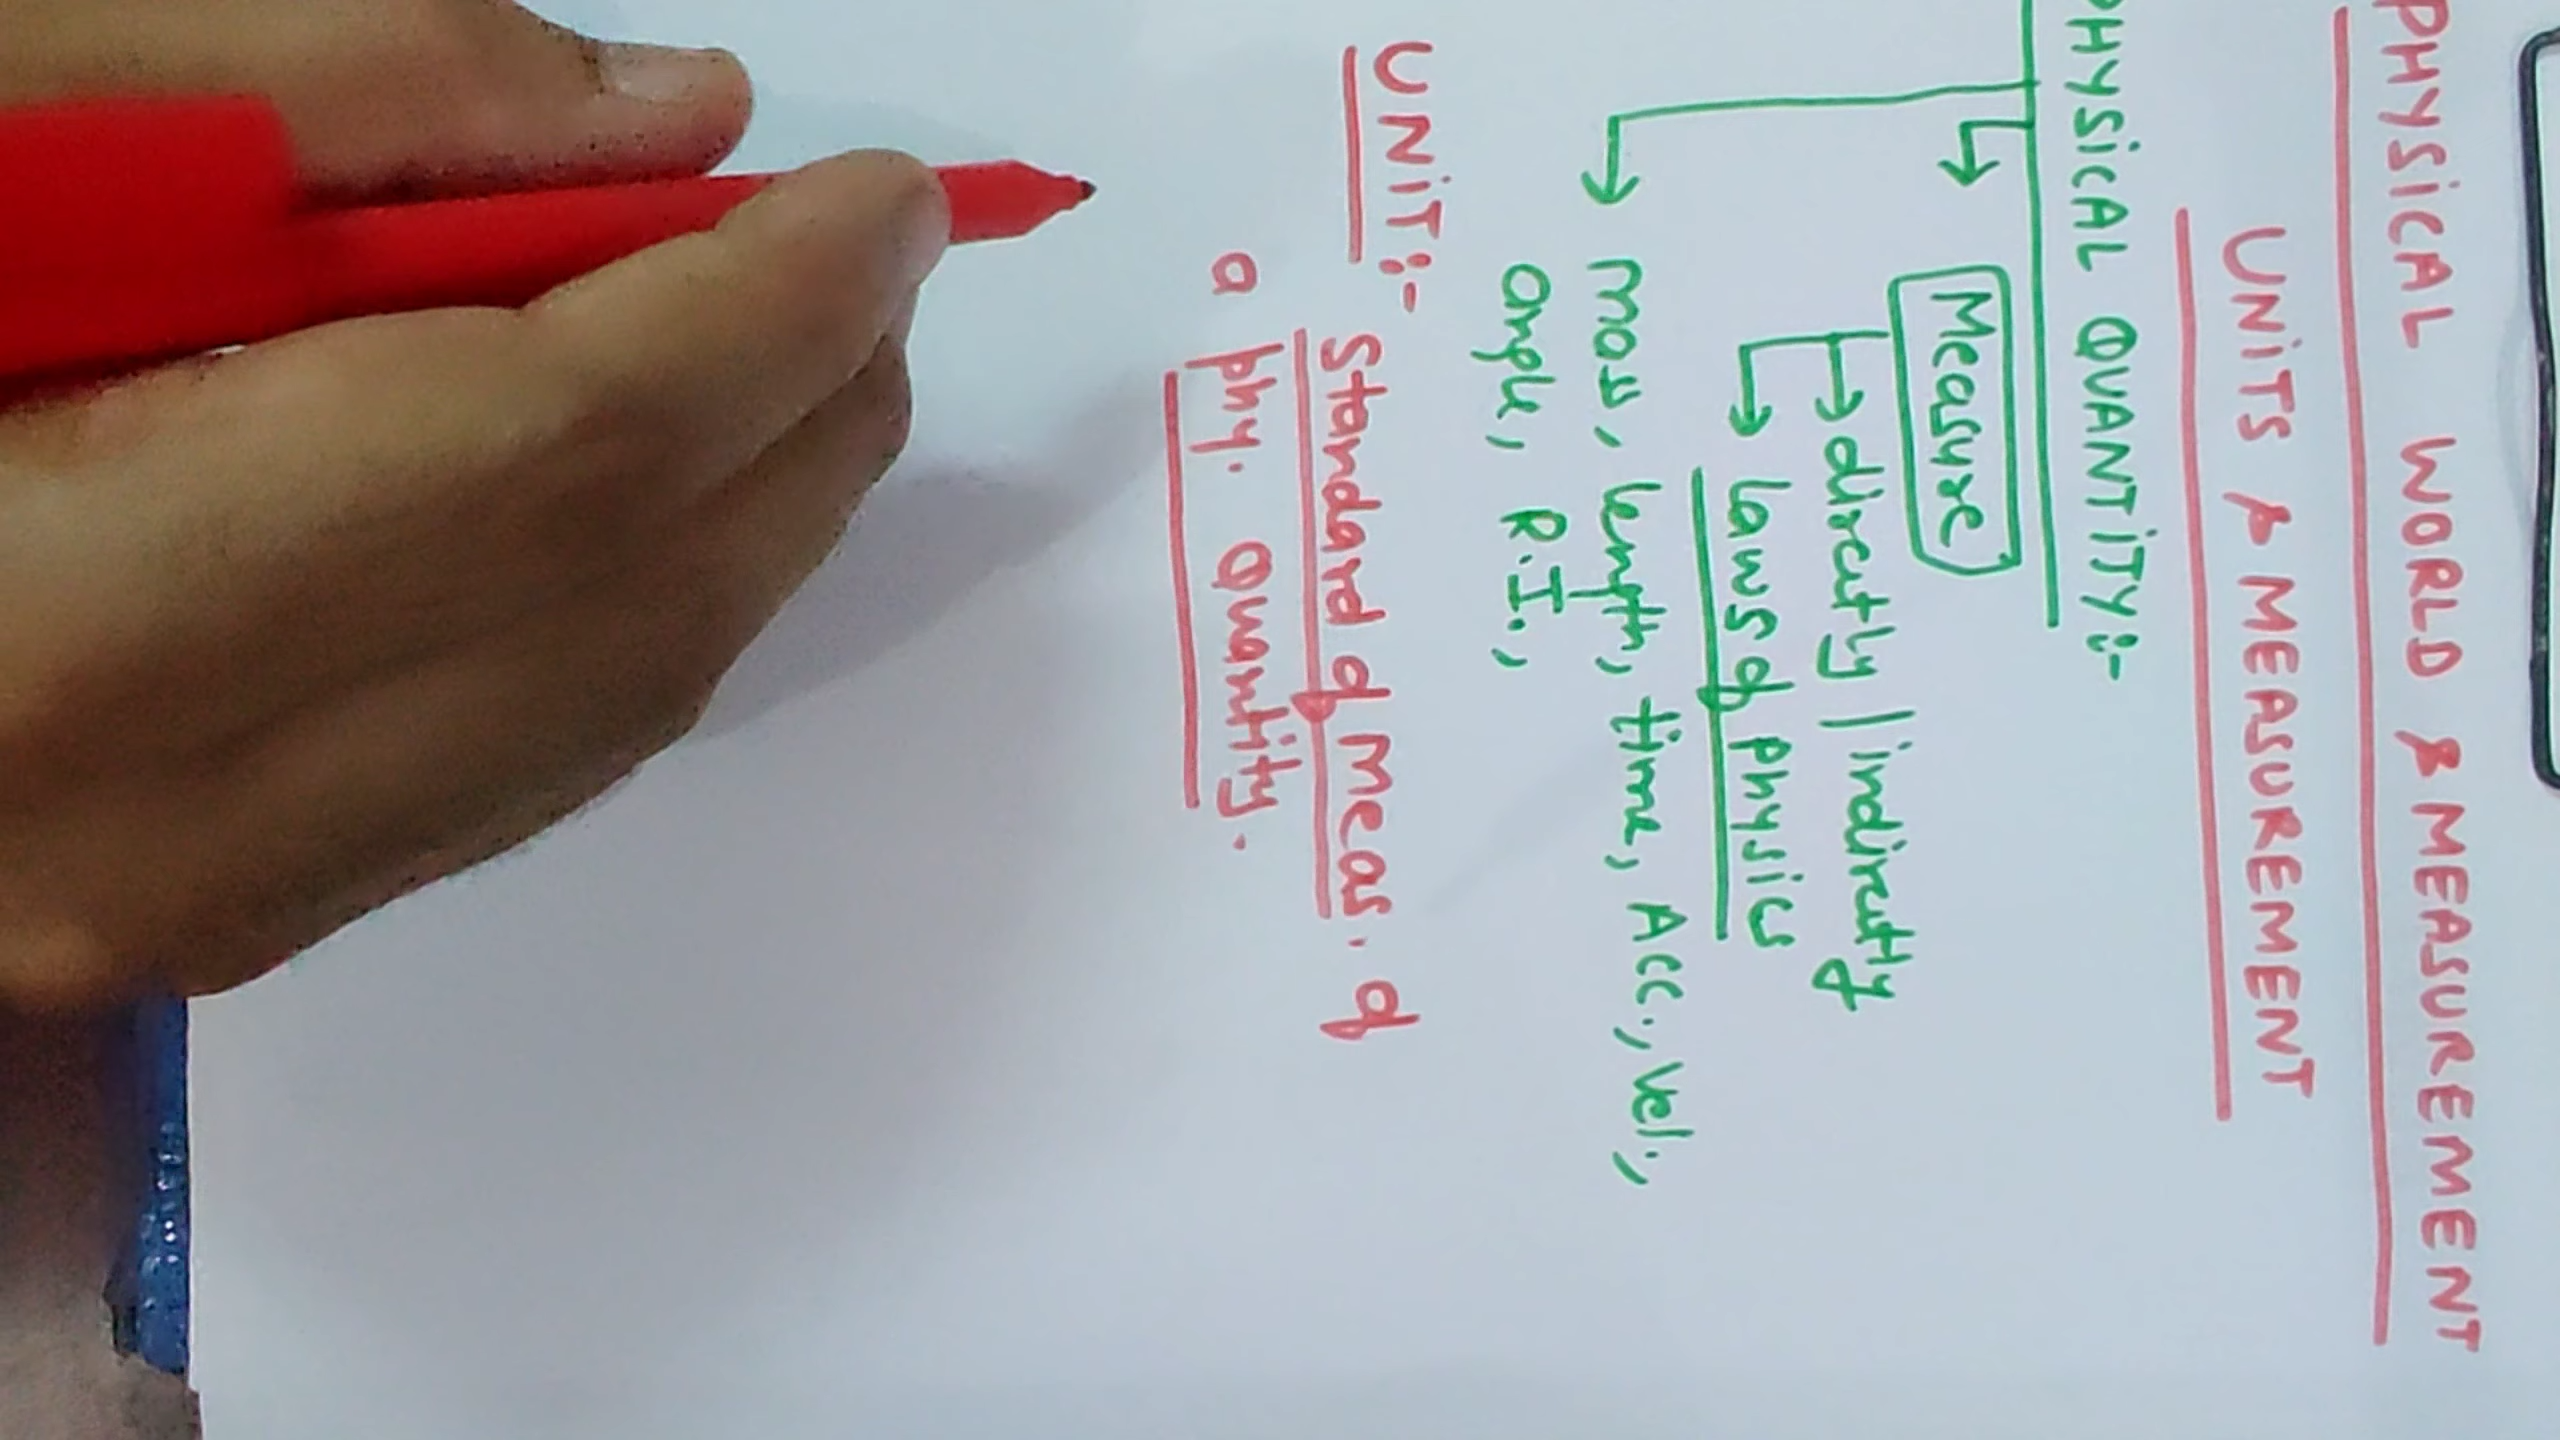 PHYSICAL WORLD & MEASUREMENT
UNITS & MEASUREMENT
PHYSICAL QUANTITY:-
Measure
directly / indirectly
laws of physics
mass, length, time, Acc., Vel.,
angle, R.I.,
UNIT:-
Standard of Meas. of
a phy. Quantity.